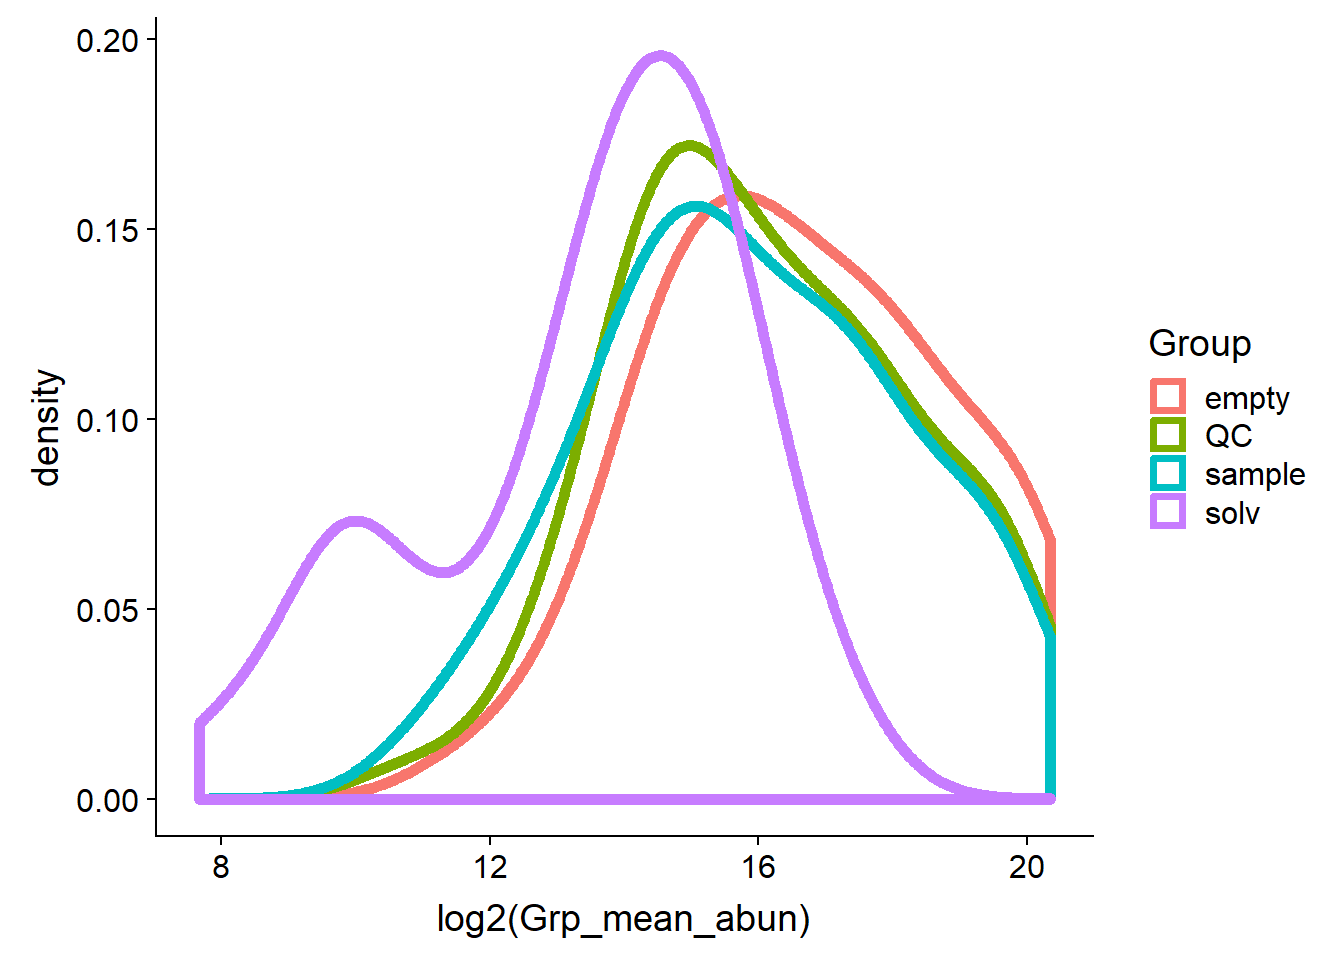 0.20
0.15
0.10
0.05
0.00
density
8 12 16 20
log2(Grp_mean_abun)
Group
empty
QC
sample
solv